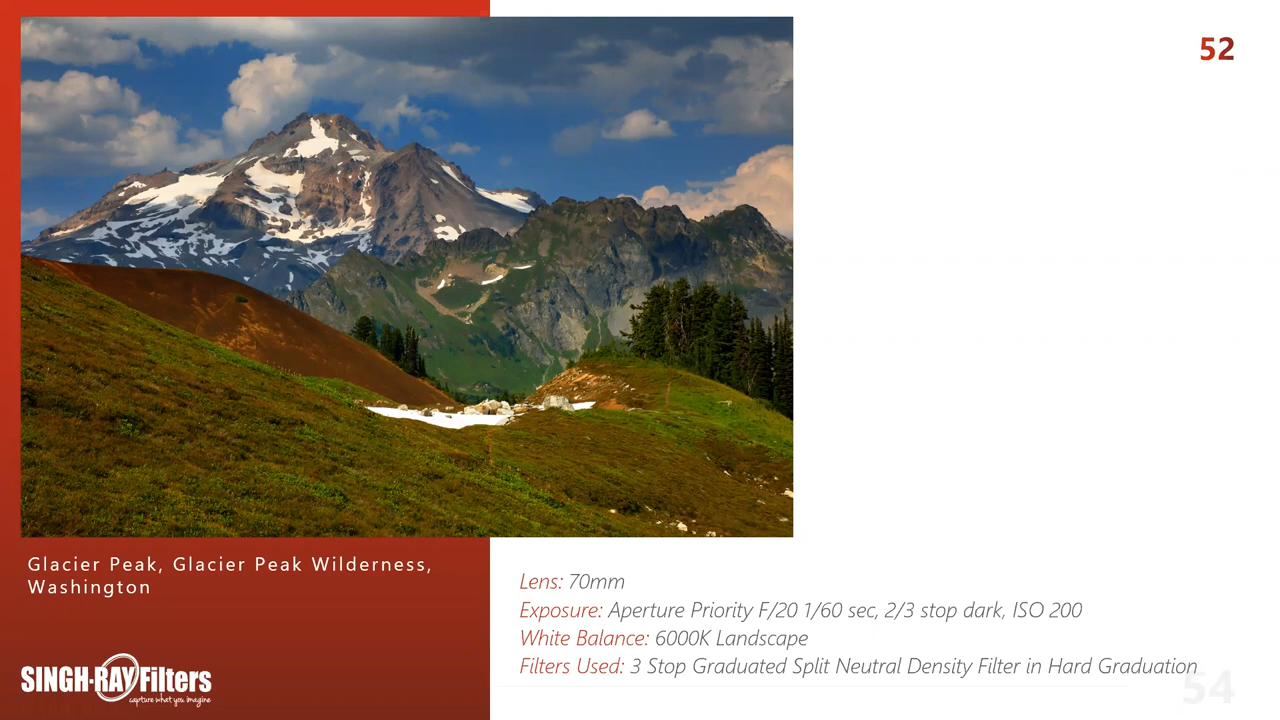 52
Glacier Peak, Glacier Peak Wilderness,
Washington
Lens: 70mm
Exposure: Aperture Priority F/20 1/60 sec, 2/3 stop dark, ISO 200
White Balance: 6000K Landscape
Filters Used: 3 Stop Graduated Split Neutral Density Filter in Hard Graduation
SINGH-RAY Filters
capture what you imagine
54